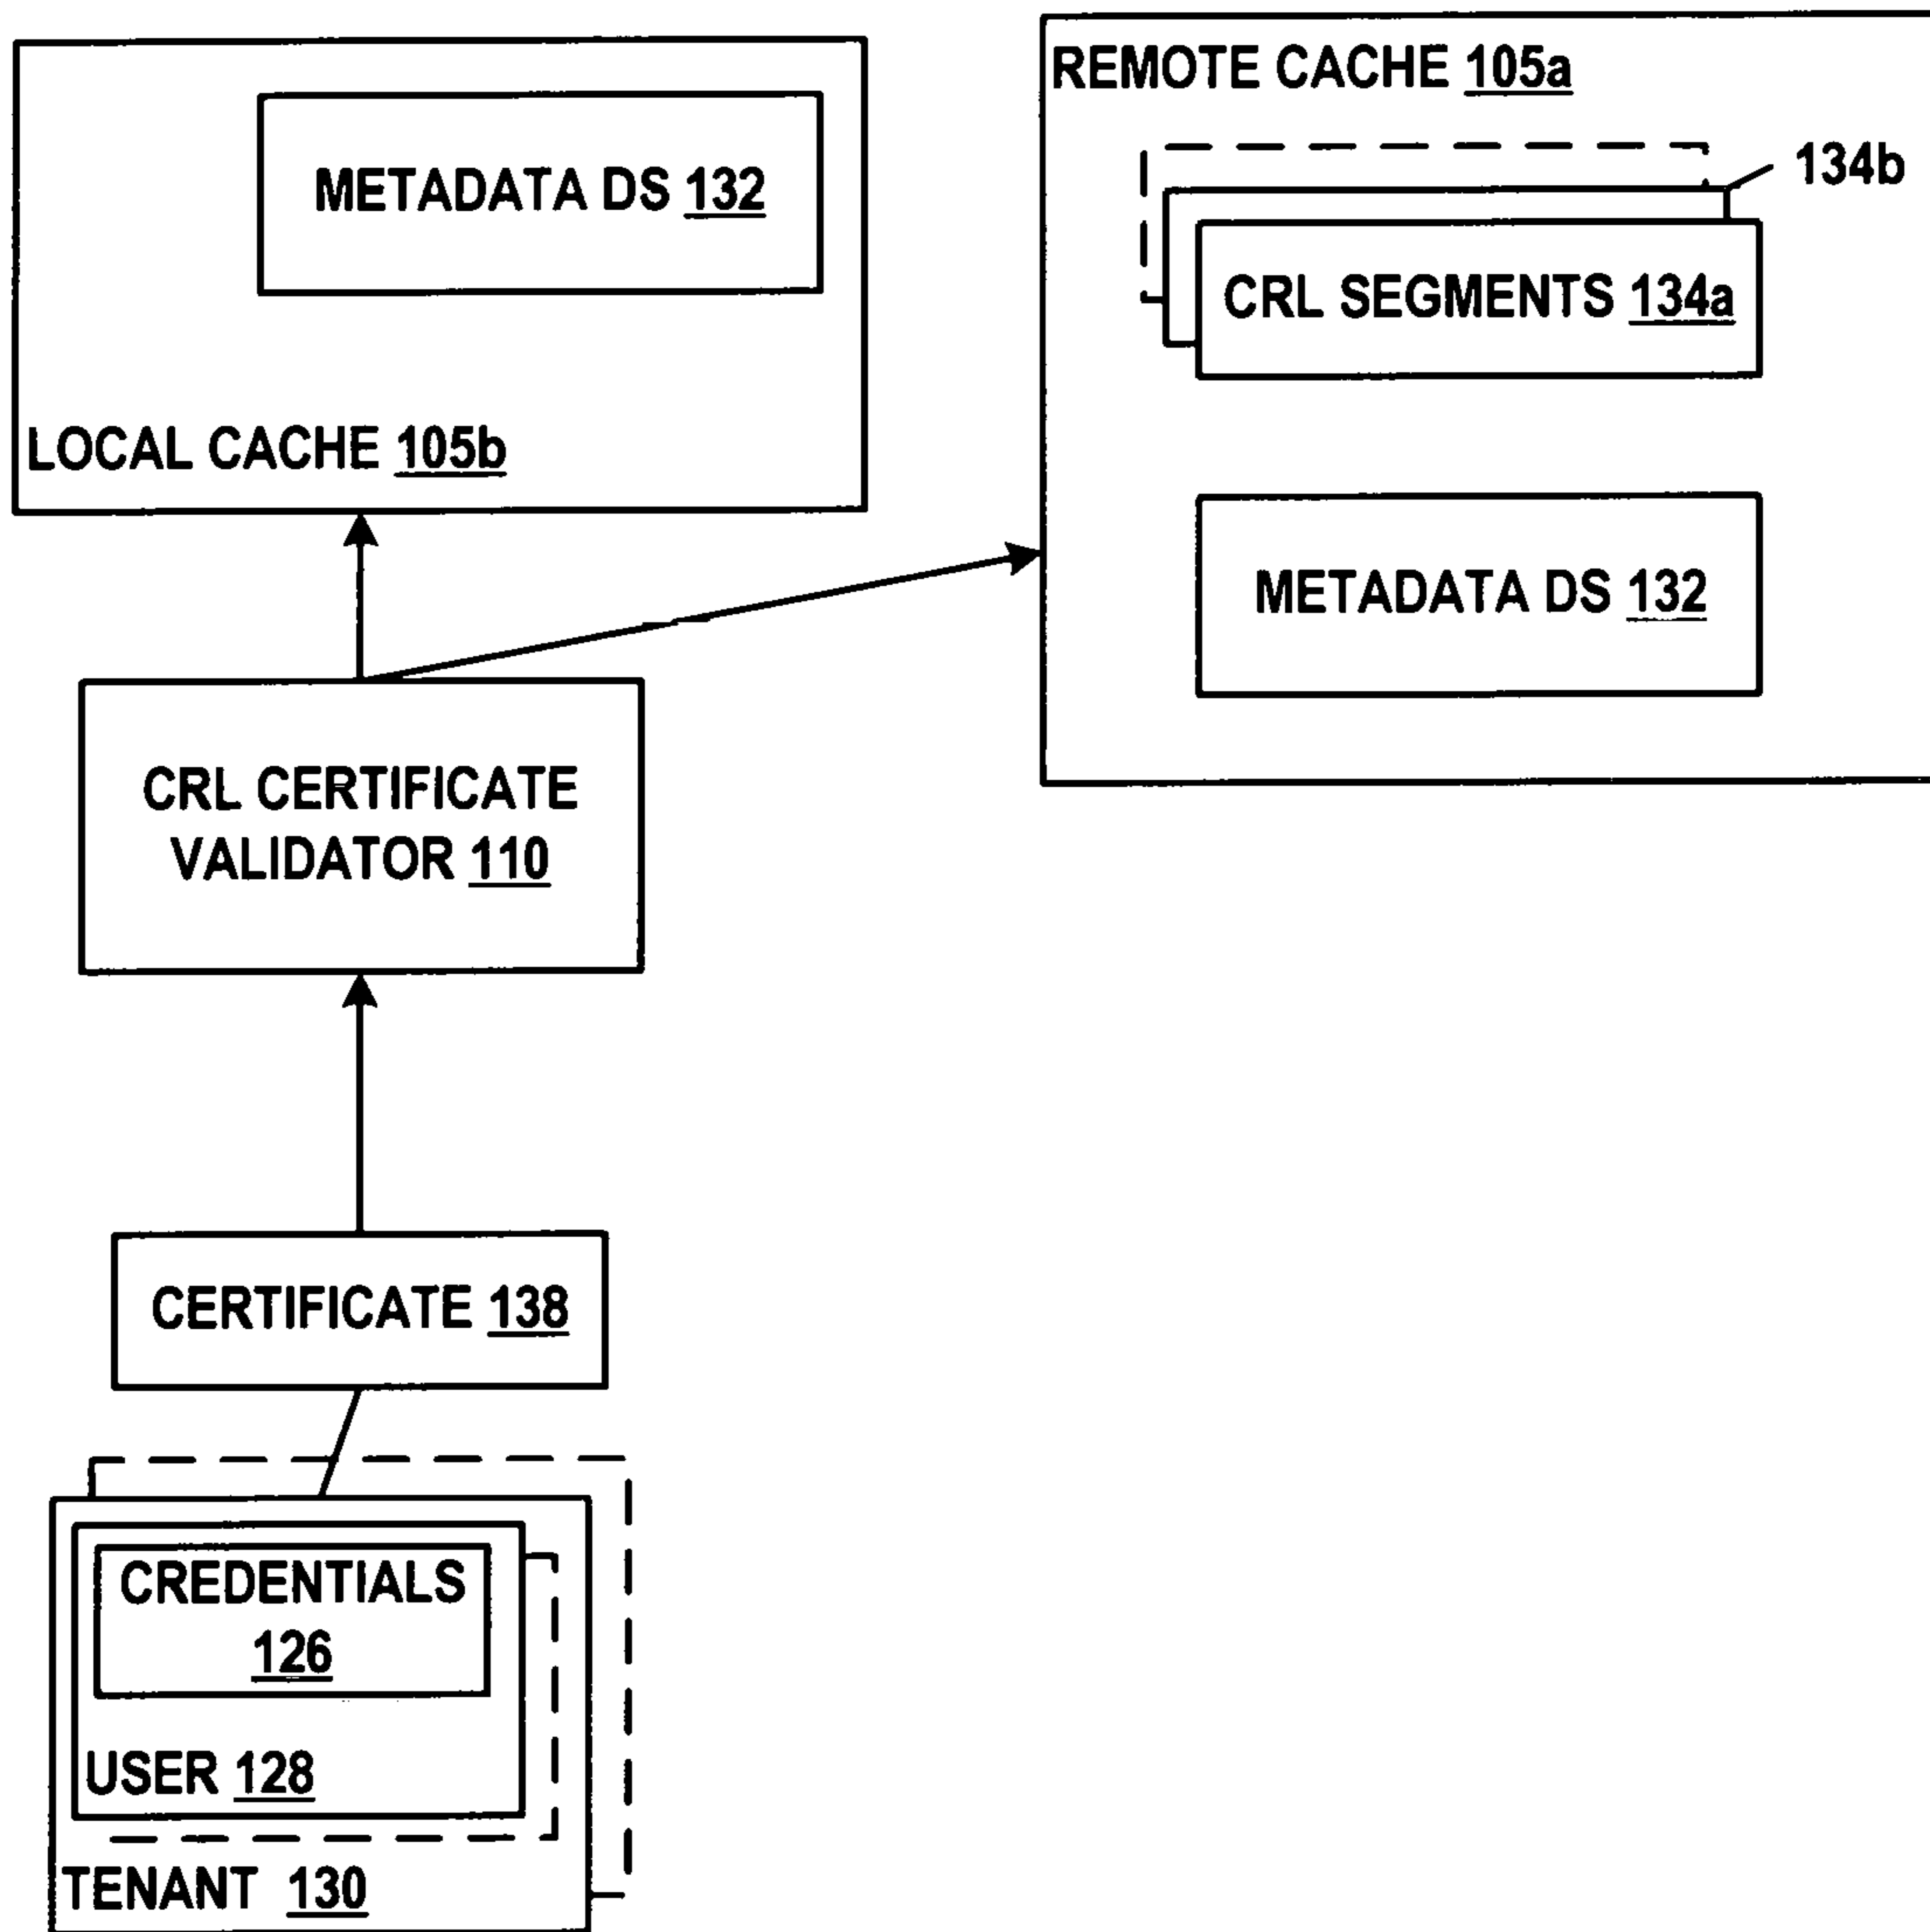 REMOTE CACHE 105a
METADATA DS 132
134b
CRL SEGMENTS 134a
LOCAL CACHE 105b
METADATA DS 132
CRL CERTIFICATE
VALIDATOR 110
CERTIFICATE 138
CREDENTIALS
126
USER 128
TENANT 130